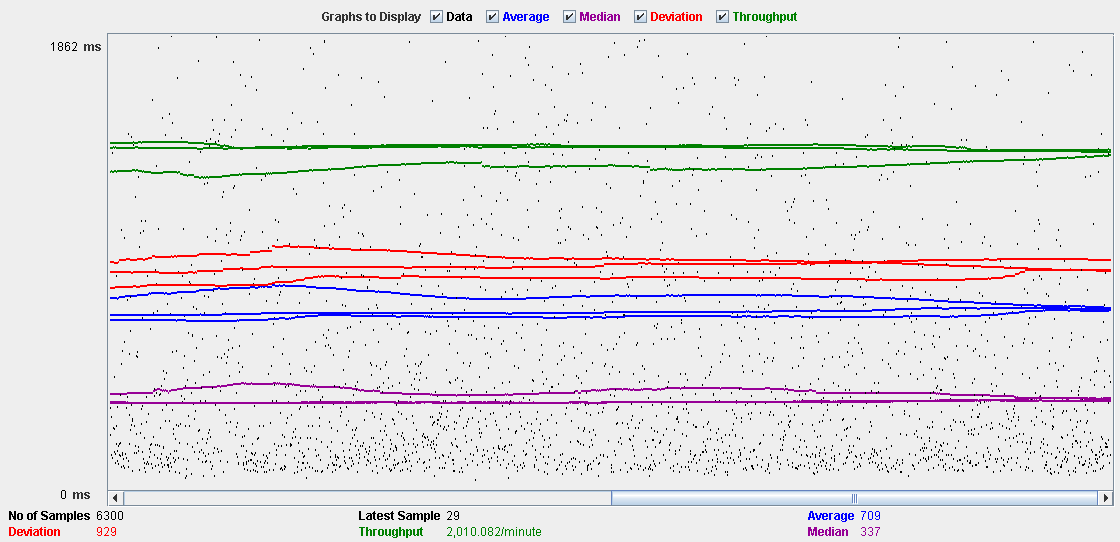 Graphs to Display Data Average Median Deviation Throughput
1862 ms
0 ms
No of Samples 6300 Latest Sample 29 Average 709
Deviation 929 Throughput 2,010.082/minute Median 337